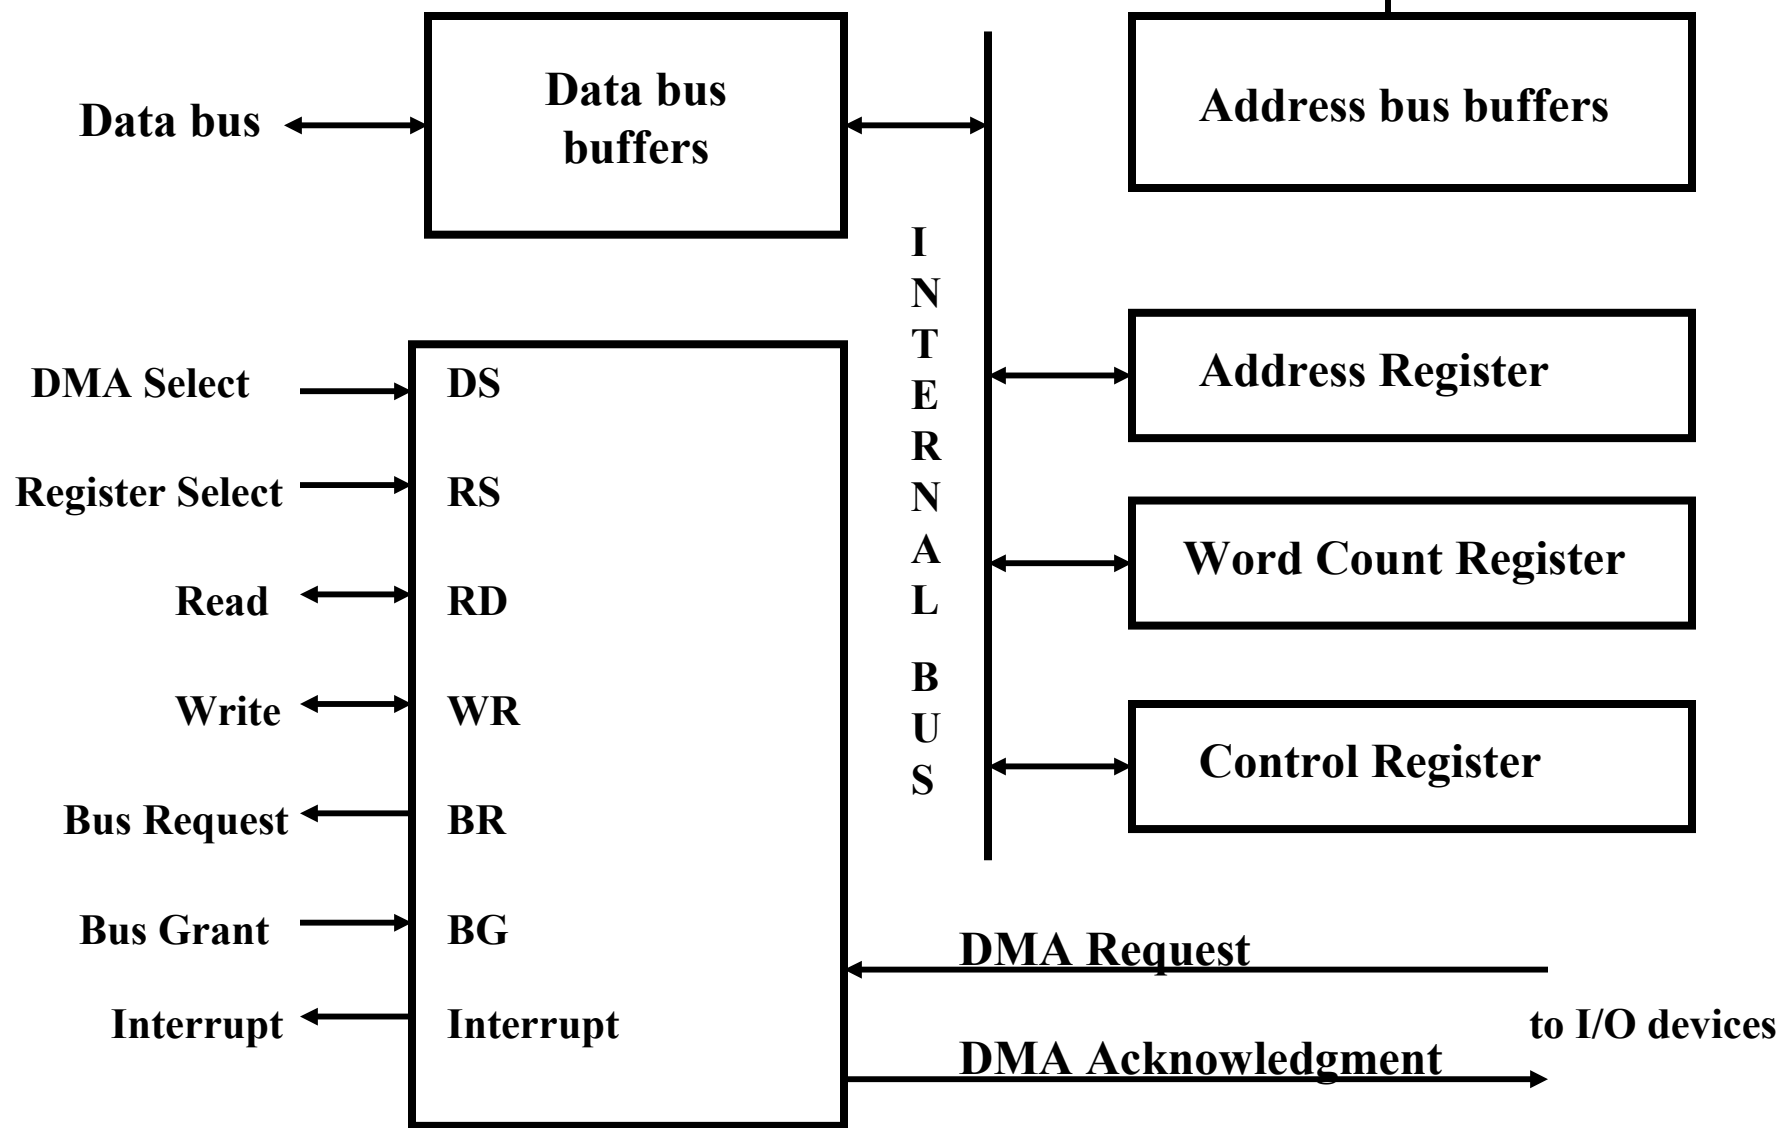 Data bus
Data bus
buffers
Address bus buffers
I
N
T
E
R
N
A
L
B
U
S
DMA Select
DS
Register Select
RS
Read
RD
Write
WR
Bus Request
BR
Bus Grant
BG
Interrupt
Interrupt
Address Register
Word Count Register
Control Register
DMA Request
to I/O devices
DMA Acknowledgment